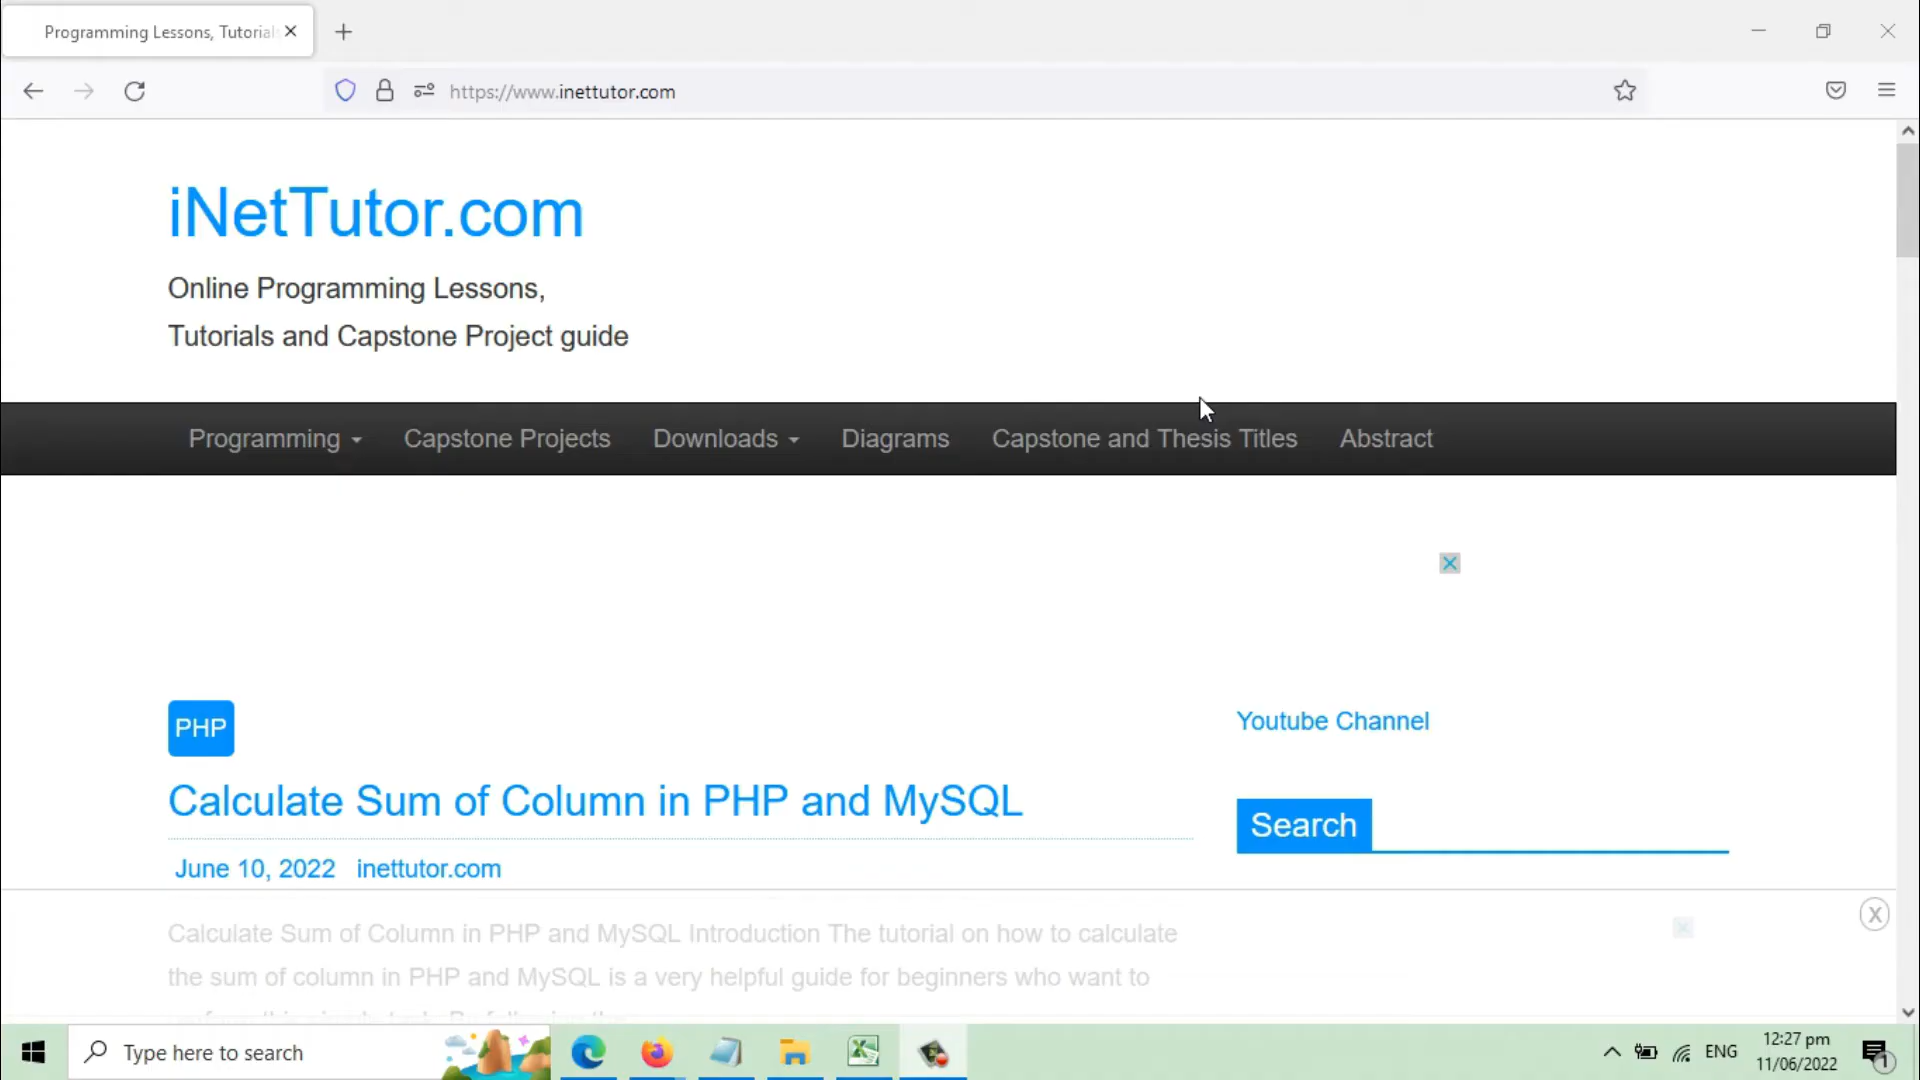 Programming Lessons, Tutorial
https://www.inettutor.com
iNetTutor.com
Online Programming Lessons,
Tutorials and Capstone Project guide
Programming
Capstone Projects
Downloads
Diagrams
Capstone and Thesis Titles
Abstract
PHP
Calculate Sum of Column in PHP and MySQL
June 10, 2022 inettutor.com
Calculate Sum of Column in PHP and MySQL Introduction The tutorial on how to calculate
the sum of column in PHP and MySQL is a very helpful guide for beginners who want to
Youtube Channel
Search
X
Type here to search
ENG
12:27 pm
11/06/2022
1